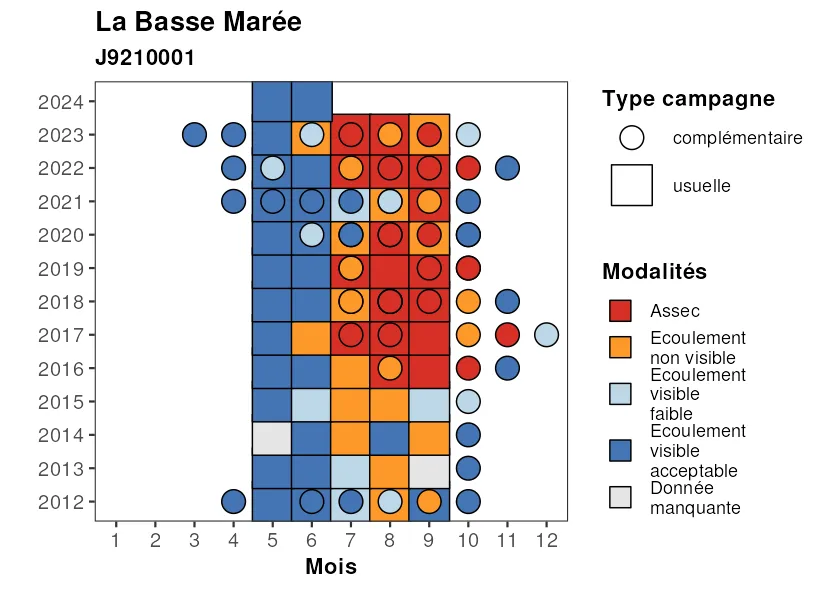 La Basse Marée
J9210001
2024
2023
2022
2021
2020
2019
2018
2017
2016
2015
2014
2013
2012
1 2 3 4 5 6 7 8 9 10 11 12
Mois
Type campagne
complémentaire
usuelle
Modalités
Assec
Ecoulement
non visible
Ecoulement
visible
faible
Ecoulement
visible
acceptable
Donnée
manquante